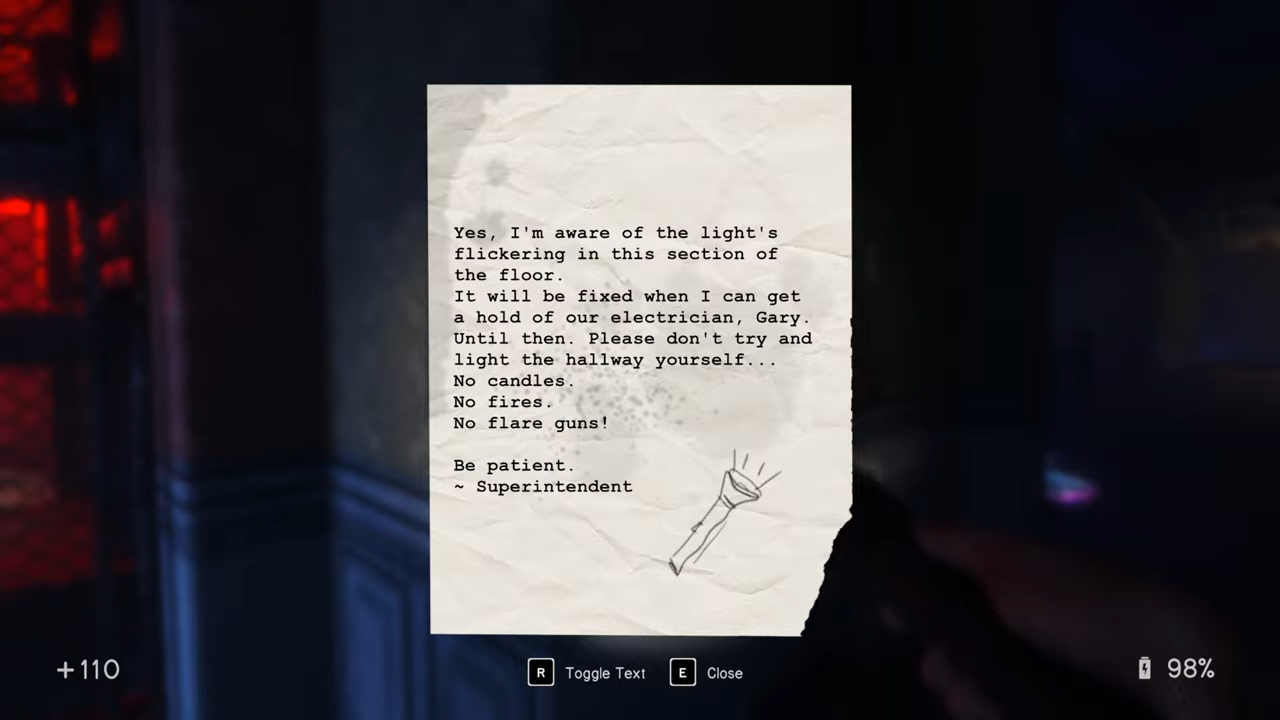 Yes, I'm aware of the light's
flickering in this section of
the floor.
It will be fixed when I can get
a hold of our electrician, Gary.
Until then. Please don't try and
light the hallway yourself...
No candles.
No fires.
No flare guns!
Be patient.
~ Superintendent
+110
R Toggle Text E Close
98%